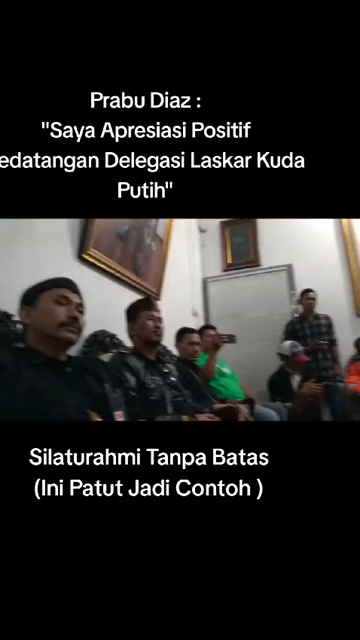 Prabu Diaz :
"Saya Apresiasi Positif
edatangan Delegasi Laskar Kuda
Putih"
Silaturahmi Tanpa Batas
(Ini Patut Jadi Contoh )